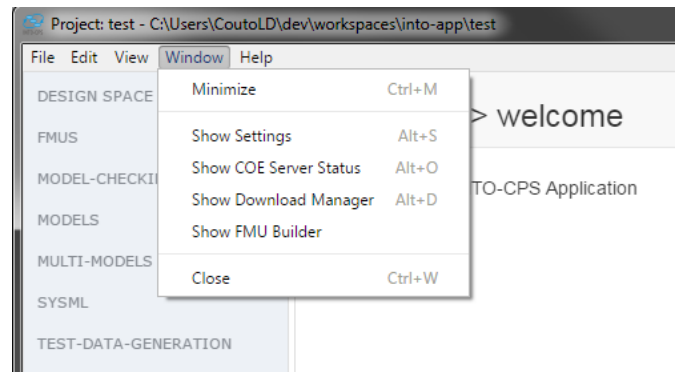 Project: test - C:\Users\CoutoLD\dev\workspaces\into-app\test
File Edit View Window Help
DESIGN SPACE
FMUS
MODEL-CHECKI
MODELS
MULTI-MODELS
SYSML
TEST-DATA-GENERATION
Minimize Ctrl+M
Show Settings Alt+S
Show COE Server Status Alt+O
Show Download Manager Alt+D
Show FMU Builder
Close Ctrl+W
> welcome
TO-CPS Application